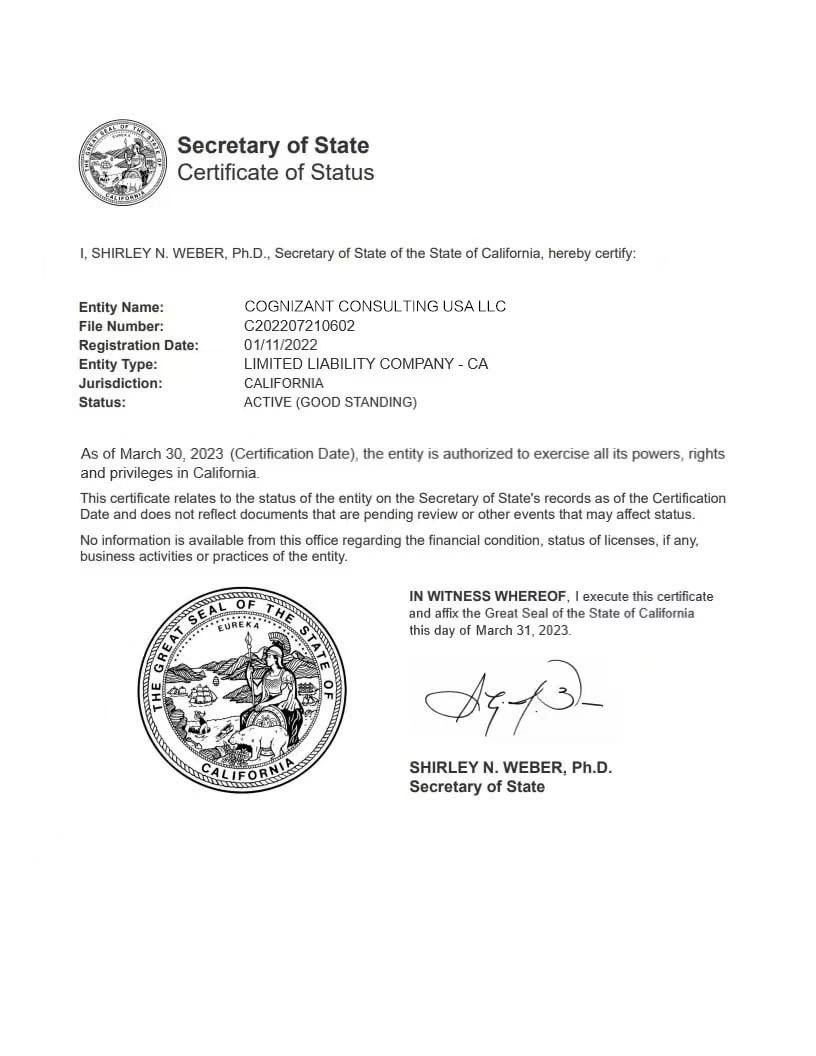 THE GREAT SEAL OF THE STATE OF CALIFORNIA
EUREKA
Secretary of State
Certificate of Status
I, SHIRLEY N. WEBER, Ph.D., Secretary of State of the State of California, hereby certify:
Entity Name: COGNIZANT CONSULTING USA LLC
File Number: C202207210602
Registration Date: 01/11/2022
Entity Type: LIMITED LIABILITY COMPANY - CA
Jurisdiction: CALIFORNIA
Status: ACTIVE (GOOD STANDING)
As of March 30, 2023 (Certification Date), the entity is authorized to exercise all its powers, rights
and privileges in California.
This certificate relates to the status of the entity on the Secretary of State's records as of the Certification
Date and does not reflect documents that are pending review or other events that may affect status.
No information is available from this office regarding the financial condition, status of licenses, if any,
business activities or practices of the entity.
THE GREAT SEAL OF THE STATE OF CALIFORNIA
EUREKA
IN WITNESS WHEREOF, I execute this certificate
and affix the Great Seal of the State of California
this day of March 31, 2023.
SHIRLEY N. WEBER, Ph.D.
Secretary of State